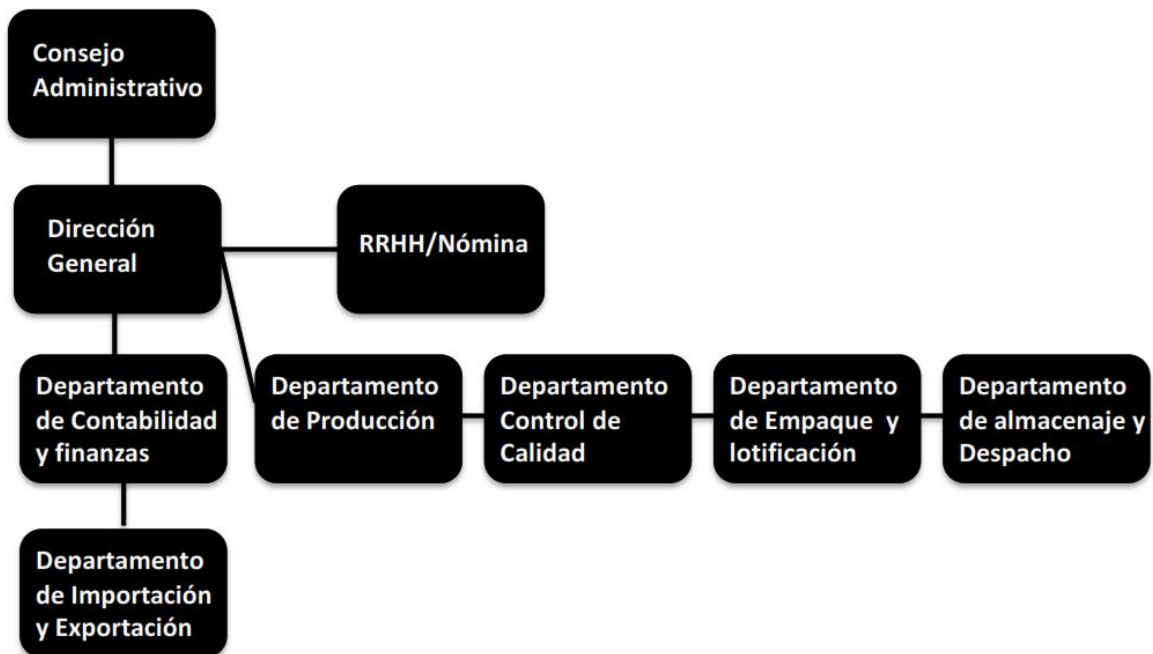 Consejo
Administrativo
Dirección
General
RRHH/Nómina
Departamento
de Contabilidad
y finanzas
Departamento
de Producción
Departamento
Control de
Calidad
Departamento
de Empaque y
lotificación
Departamento
de almacenaje y
Despacho
Departamento
de Importación
y Exportación